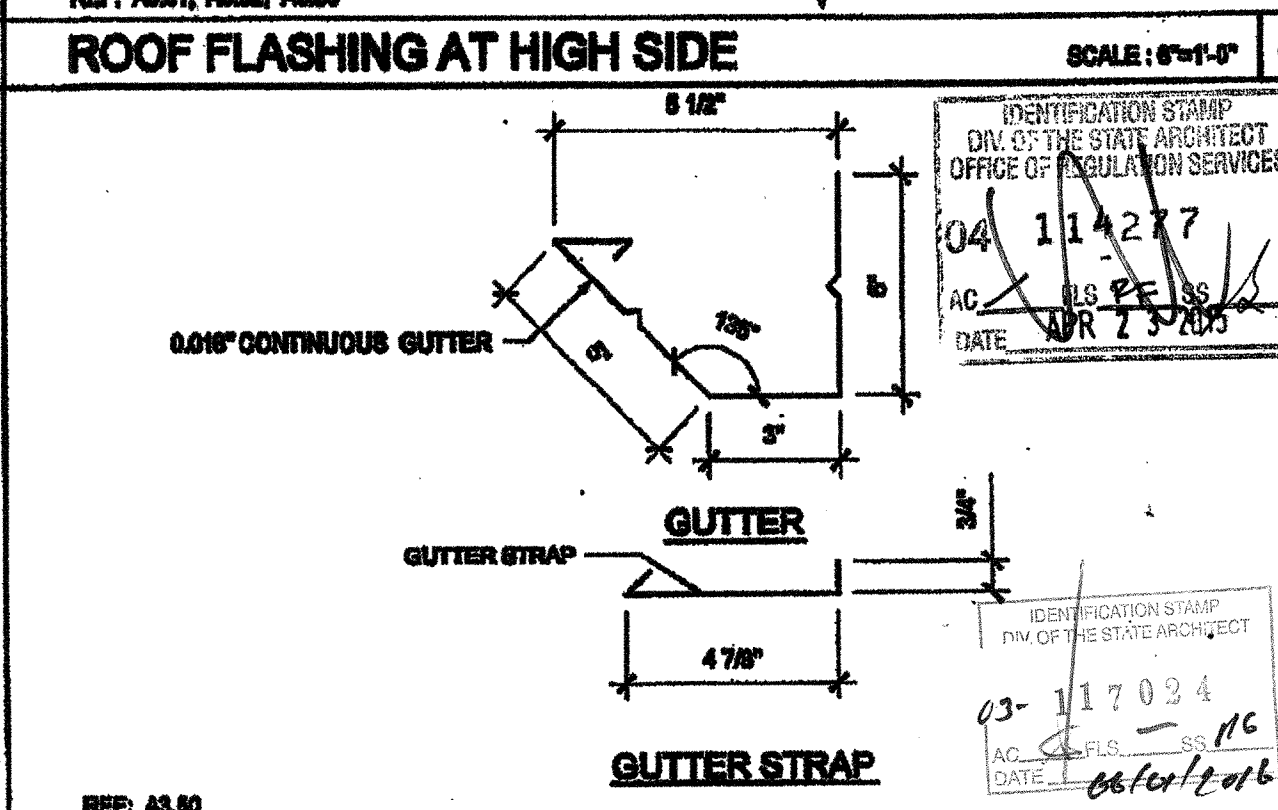 ROOF FLASHING AT HIGH SIDE
SCALE : 6"=1'-0"
5 1/2"
IDENTIFICATION STAMP
DIV. OF THE STATE ARCHITECT
OFFICE OF REGULATION SERVICES
04 114277
AC FLS SS
DATE APR 23 2015
6"
135°
0.016" CONTINUOUS GUTTER
5"
3"
GUTTER
3/4"
GUTTER STRAP
IDENTIFICATION STAMP
DIV. OF THE STATE ARCHITECT
03- 117024
AC FLS SS
DATE
4 7/8"
GUTTER STRAP
REF: A3.50